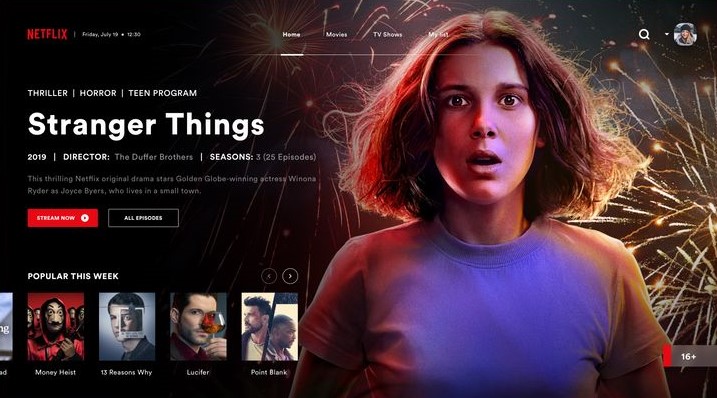 NETFLIX | Friday, July 19 • 12:30
Home Movies TV Shows My list
THRILLER | HORROR | TEEN PROGRAM
Stranger Things
2019 | DIRECTOR: The Duffer Brothers | SEASONS: 3 (25 Episodes)
This thrilling Netflix original drama stars Golden Globe-winning actress Winona
Ryder as Joyce Byers, who lives in a small town.
STREAM NOW ALL EPISODES
POPULAR THIS WEEK
ng
ad Money Heist 13 Reasons Why Lucifer Point Blank
16+